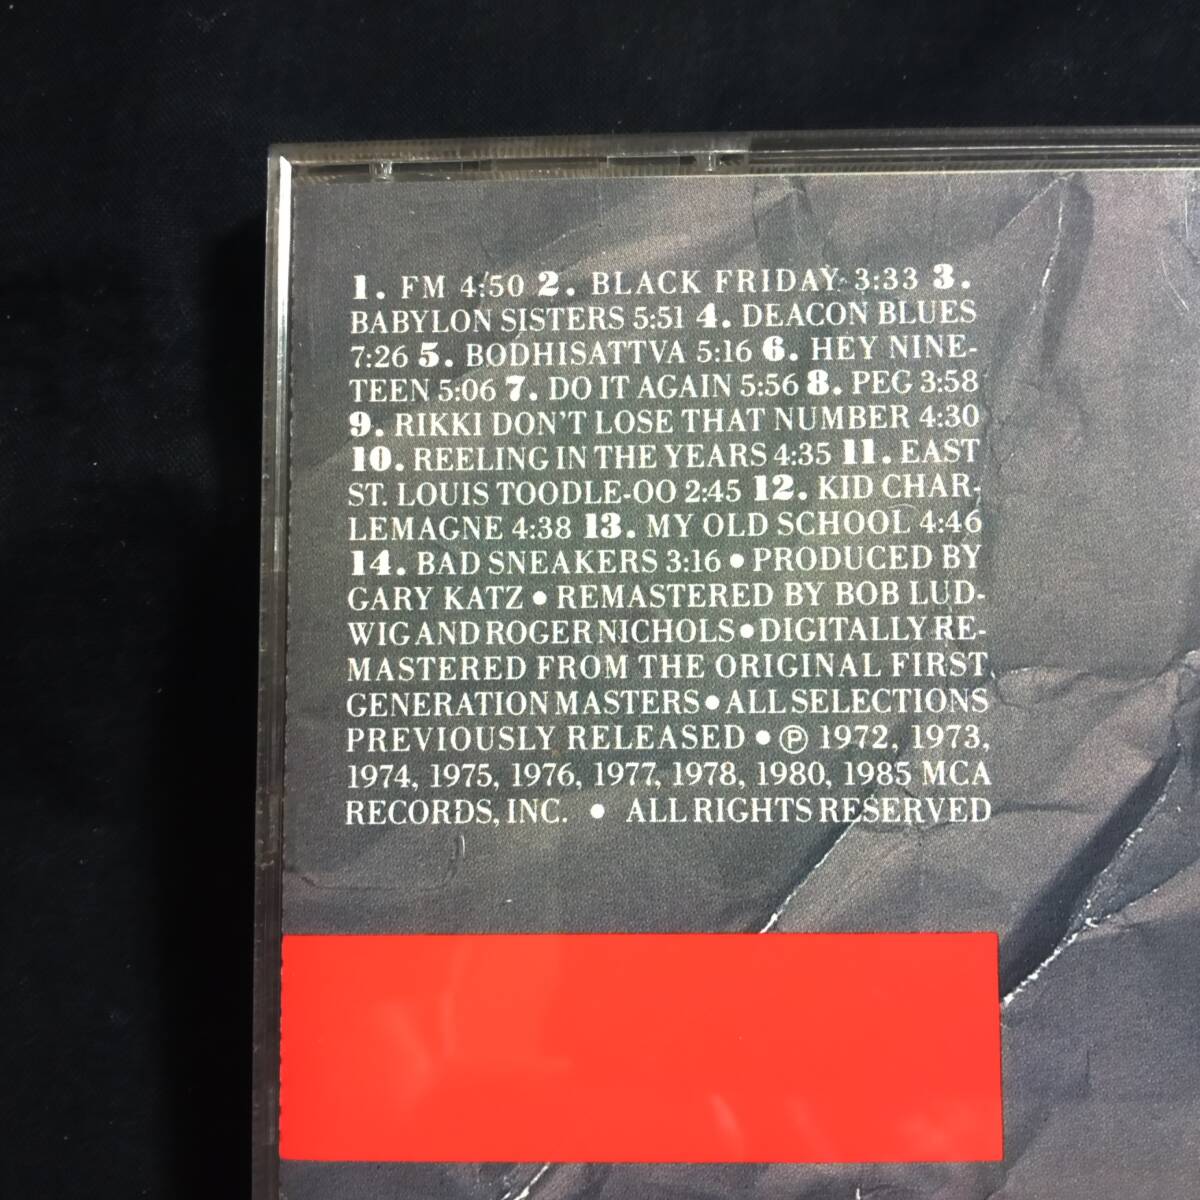 1. FM 4:50 2. BLACK FRIDAY 3:33 3.
BABYLON SISTERS 5:51 4. DEACON BLUES
7:26 5. BODHISATTVA 5:16 6. HEY NINE-
TEEN 5:06 7. DO IT AGAIN 5:56 8. PEG 3:58
9. RIKKI DON'T LOSE THAT NUMBER 4:30
10. REELING IN THE YEARS 4:35 11. EAST
ST. LOUIS TOODLE-OO 2:45 12. KID CHAR-
LEMAGNE 4:38 13. MY OLD SCHOOL 4:46
14. BAD SNEAKERS 3:16 • PRODUCED BY
GARY KATZ • REMASTERED BY BOB LUD-
WIG AND ROGER NICHOLS • DIGITALLY RE-
MASTERED FROM THE ORIGINAL FIRST
GENERATION MASTERS • ALL SELECTIONS
PREVIOUSLY RELEASED • ℗ 1972, 1973,
1974, 1975, 1976, 1977, 1978, 1980, 1985 MCA
RECORDS, INC. • ALL RIGHTS RESERVED